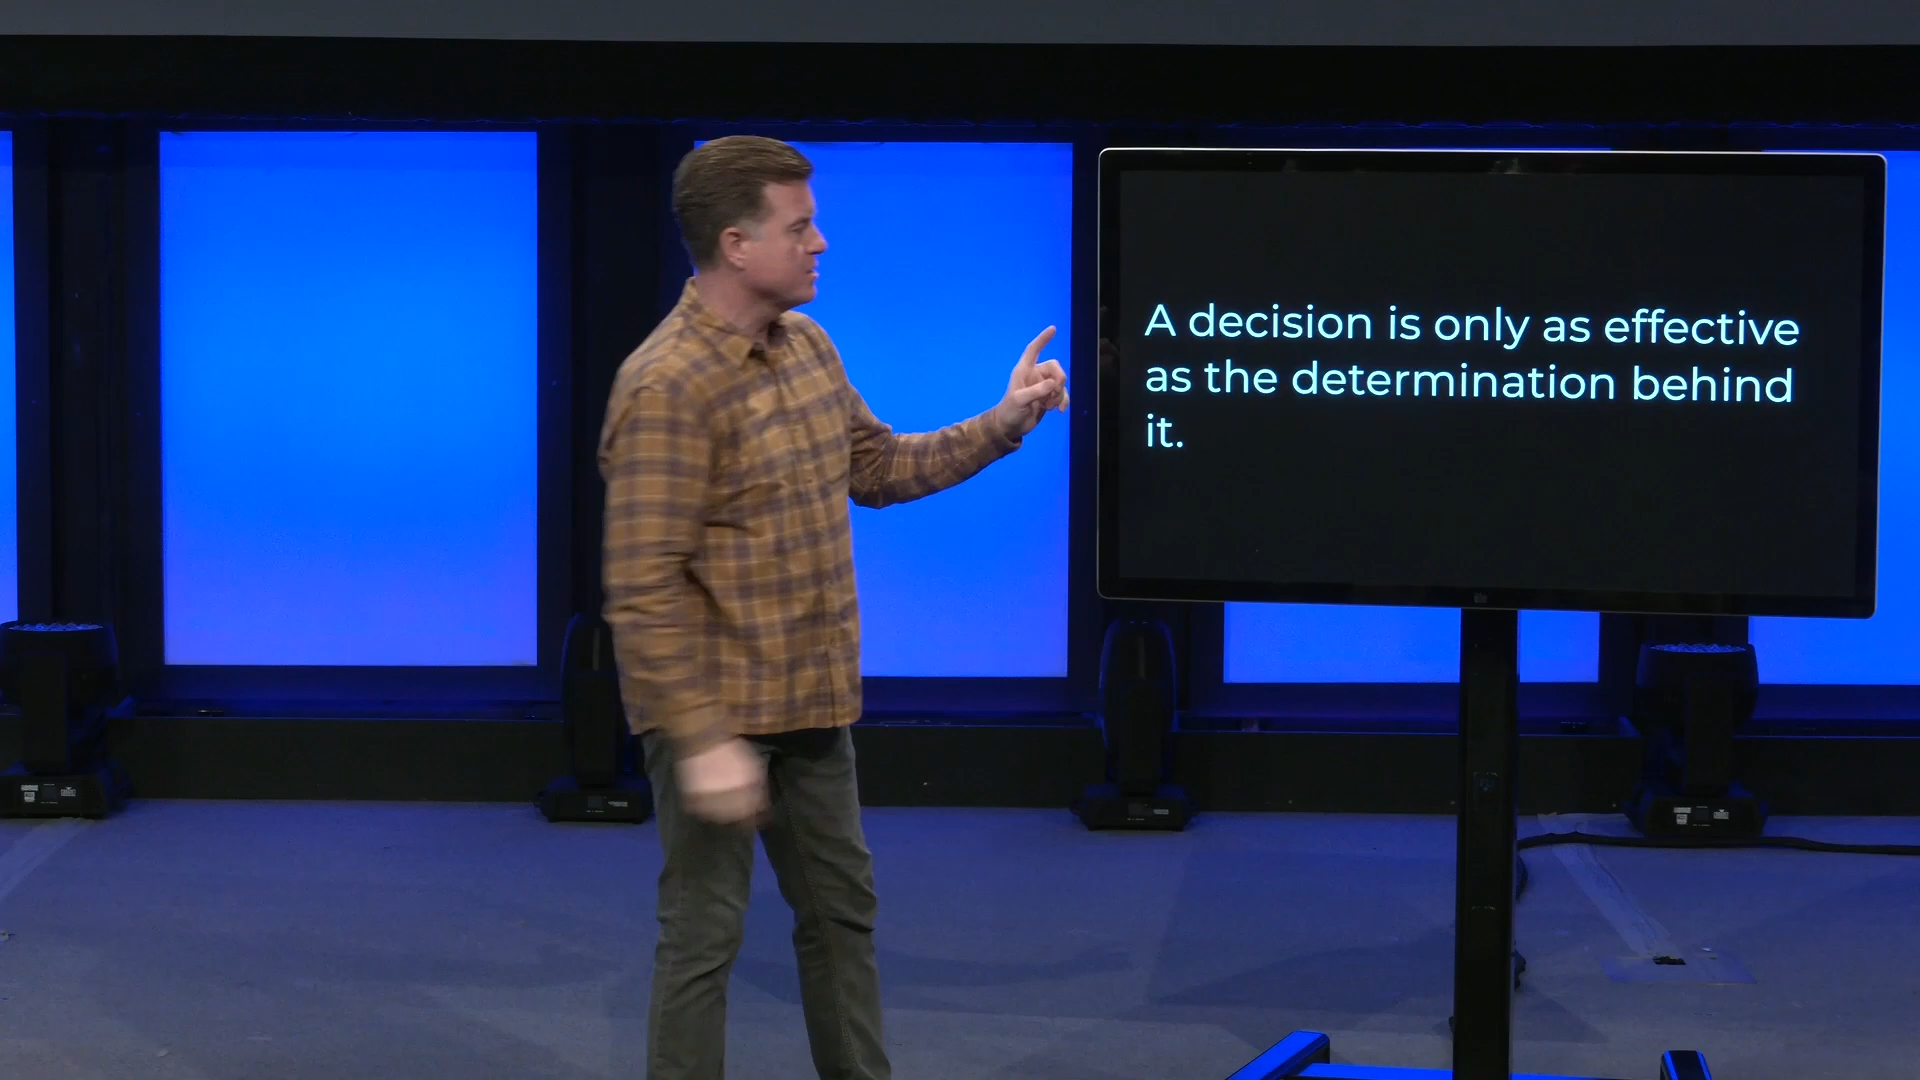 A decision is only as effective
as the determination behind
it.